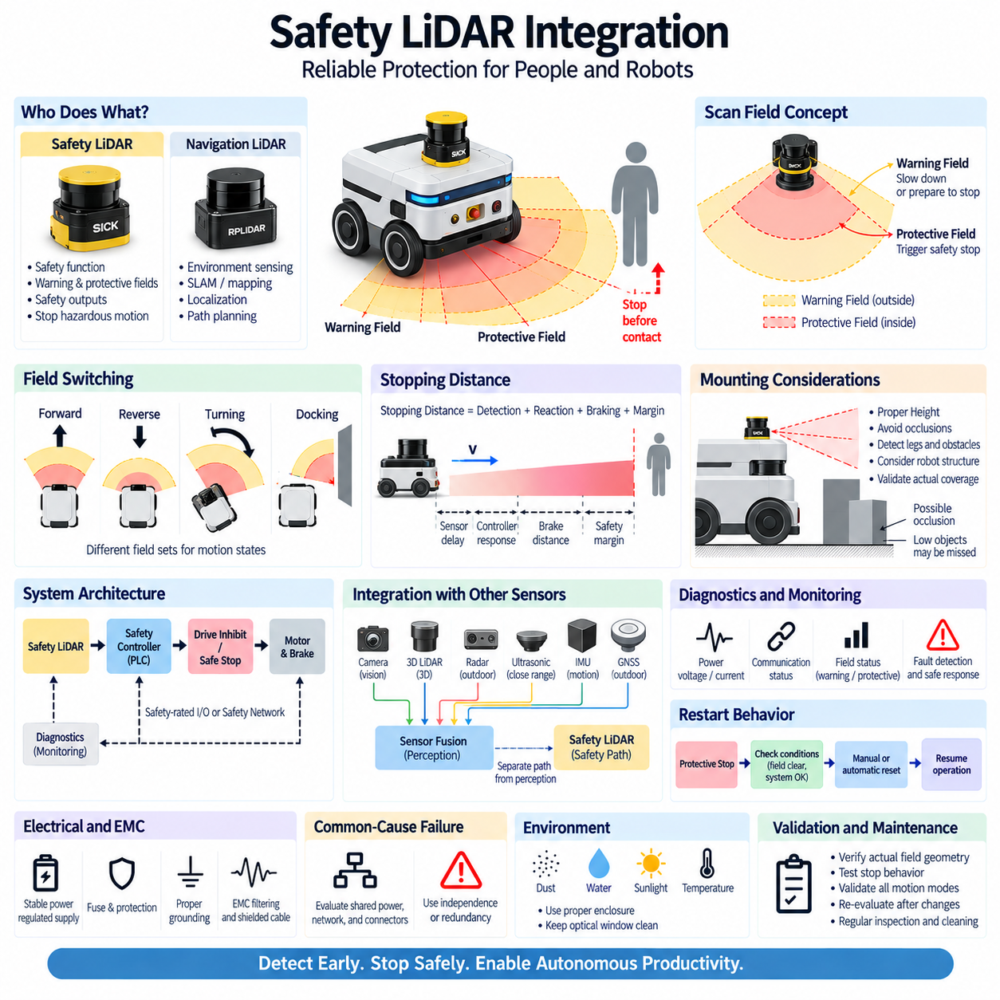 Safety LiDAR Integration
Reliable Protection for People and Robots
Who Does What?
Safety LiDAR
SICK
• Safety function
• Warning & protective fields
• Safety outputs
• Stop hazardous motion
Navigation LiDAR
RPLIDAR
• Environment sensing
• SLAM / mapping
• Localization
• Path planning
SICK
Warning Field
Protective Field
Stop
before
contact
Scan Field Concept
SICK
Warning Field
Slow down
or prepare to stop
Protective Field
Trigger safety stop
Warning Field (outside)
Protective Field (inside)
Field Switching
Forward
Reverse
Turning
Docking
Different field sets for motion states
Stopping Distance
Stopping Distance = Detection + Reaction + Braking + Margin
v
Sensor
delay
Controller
response
Brake
distance
Safety
margin
Mounting Considerations
SICK
• Proper Height
• Avoid occlusions
• Detect legs and obstacles
• Consider robot structure
• Validate actual coverage
Possible
occlusion
Low objects
may be missed
System Architecture
Safety LiDAR
Safety
Controller
(PLC)
Drive Inhibit
/
Safe Stop
Motor
& Brake
Safety-rated I/O or Safety Network
Diagnostics
(Monitoring)
Integration with Other Sensors
Camera
(vision)
3D LiDAR
(3D)
Radar
(outdoor)
Ultrasonic
(close range)
IMU
(motion)
GNSS
(outdoor)
Sensor Fusion
(Perception)
Separate path
from perception
Safety LiDAR
(Safety Path)
Diagnostics and Monitoring
Power
voltage / current
Communication
status
Field status
(warning / protective)
Fault detection
and safe response
Restart Behavior
Protective Stop
Check conditions
(field clear,
system OK)
Manual or
automatic reset
Resume
operation
Electrical and EMC
Stable power
regulated supply
Fuse & protection
Proper
grounding
EMC filtering
and shielded cable
Common-Cause Failure
Evaluate shared power,
network, and connectors
Use independence
or redundancy
Environment
Dust
Water
Sunlight
Temperature
• Use proper enclosure
• Keep optical window clean
Validation and Maintenance
• Verify actual field geometry
• Test stop behavior
• Validate all motion modes
• Re-evaluate after changes
• Regular inspection and cleaning
Detect Early. Stop Safely. Enable Autonomous Productivity.